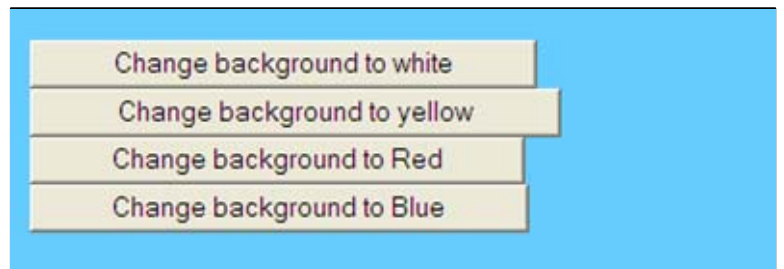 Change background to white
Change background to yellow
Change background to Red
Change background to Blue